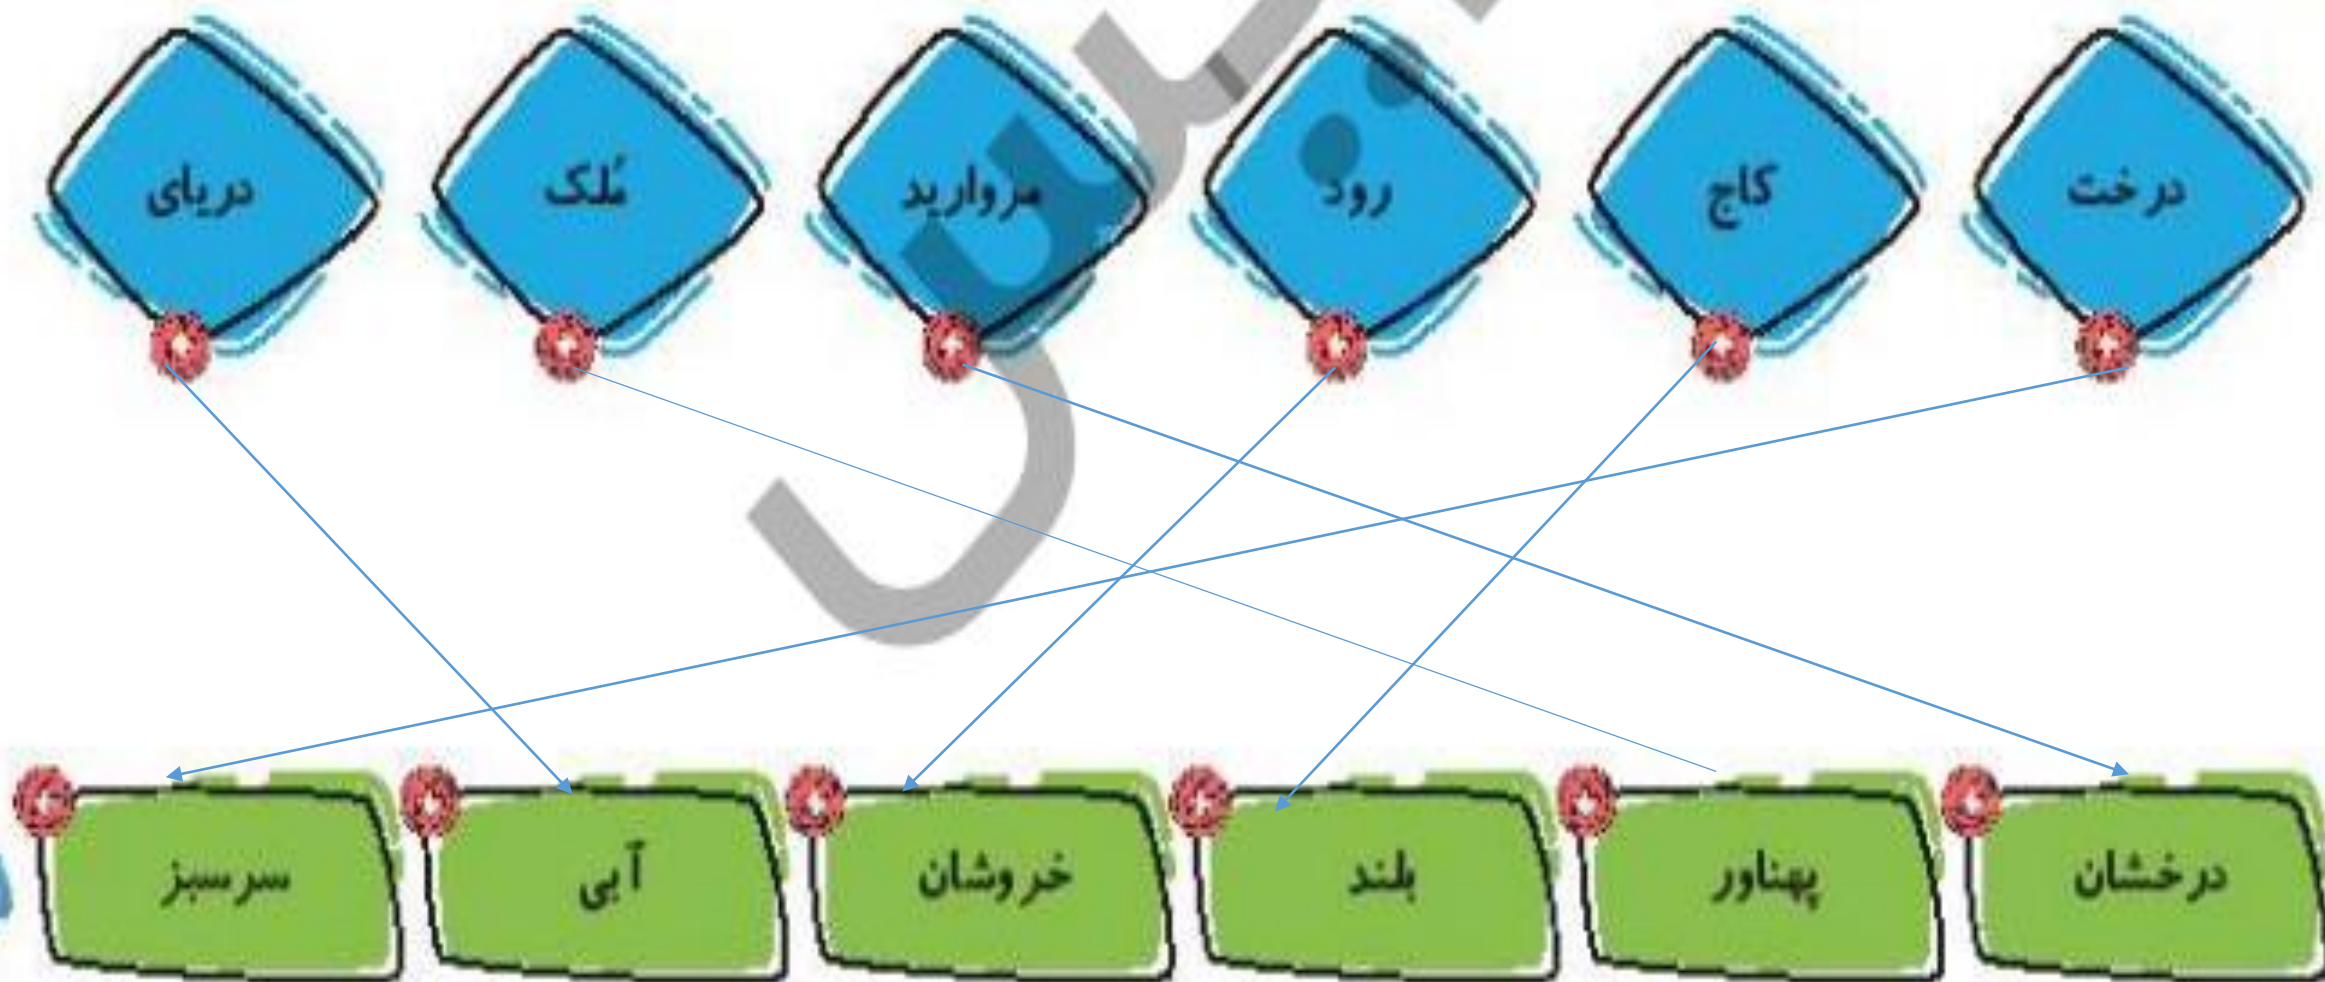 درخت کاج رود مروارید مُلک دریای
درخشان پهناور بلند خروشان آبی سرسبز